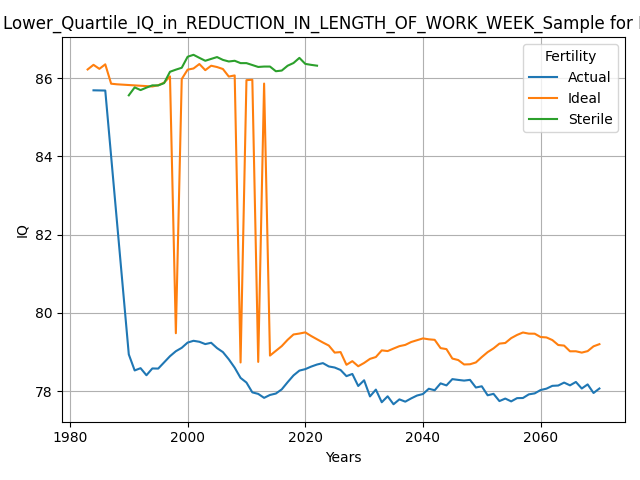 Lower_Quartile_IQ_in_REDUCTION_IN_LENGTH_OF_WORK_WEEK_Sample for
Fertility
Actual
Ideal
Sterile
IQ
86
84
82
80
78
1980
2000
2020
2040
2060
Years